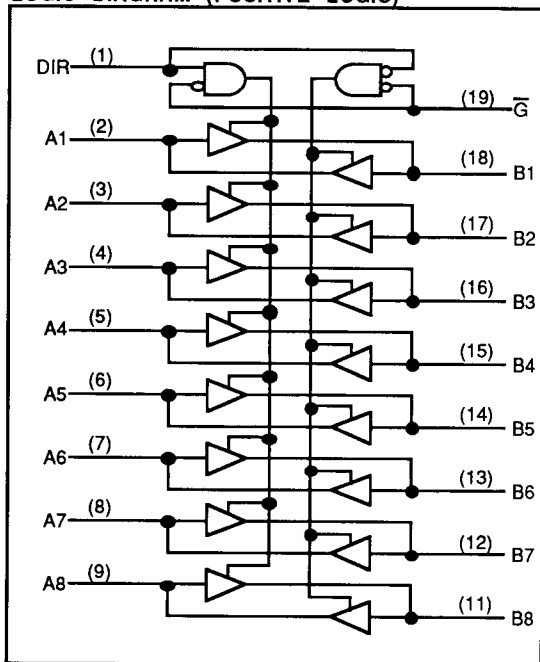 LOGIC DIAGRAM (POSITIVE LOGIC)
DIR (1)
(19) G
A1 (2)
(18) B1
A2 (3)
(17) B2
A3 (4)
(16) B3
A4 (5)
(15) B4
A5 (6)
(14) B5
A6 (7)
(13) B6
A7 (8)
(12) B7
A8 (9)
(11) B8